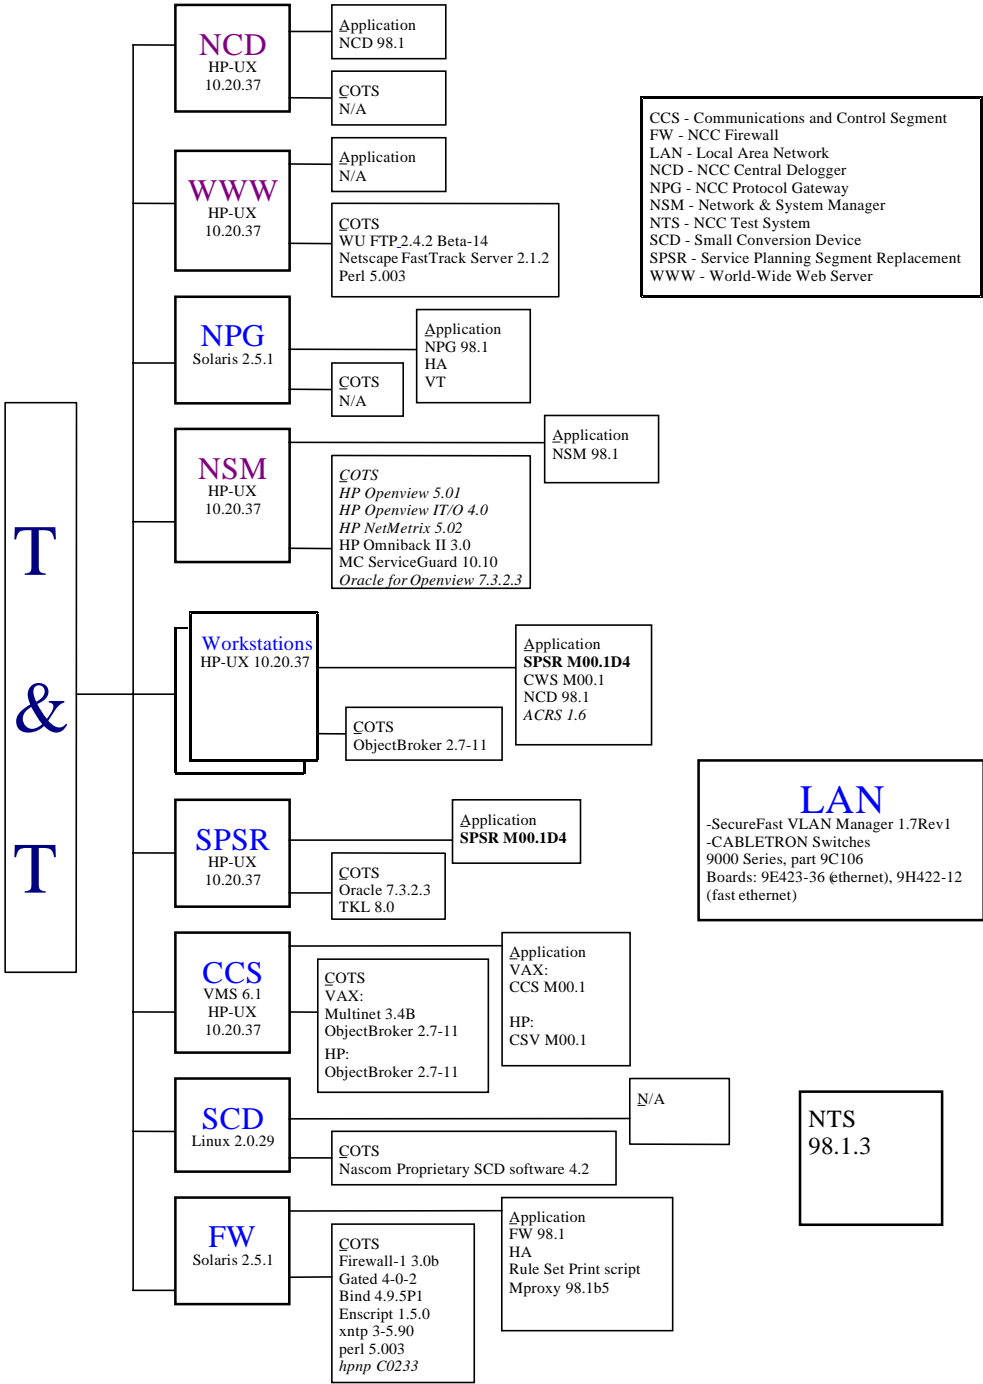 T
&
T
NCD
HP-UX
10.20.37
Application
NCD 98.1
COTS
N/A
CCS - Communications and Control Segment
FW - NCC Firewall
LAN - Local Area Network
NCD - NCC Central Delogger
NPG - NCC Protocol Gateway
NSM - Network & System Manager
NTS - NCC Test System
SCD - Small Conversion Device
SPSR - Service Planning Segment Replacement
WWW - World-Wide Web Server
WWW
HP-UX
10.20.37
Application
N/A
COTS
WU FTP 2.4.2 Beta-14
Netscape FastTrack Server 2.1.2
Perl 5.003
NPG
Solaris 2.5.1
Application
NPG 98.1
HA
VT
COTS
N/A
NSM
HP-UX
10.20.37
Application
NSM 98.1
COTS
HP Openview 5.01
HP Openview IT/O 4.0
HP NetMetrix 5.02
HP Omniback II 3.0
MC ServiceGuard 10.10
Oracle for Openview 7.3.2.3
Workstations
HP-UX 10.20.37
Application
SPSR M00.1D4
CWS M00.1
NCD 98.1
ACRS 1.6
COTS
ObjectBroker 2.7-11
SPSR
HP-UX
10.20.37
Application
SPSR M00.1D4
COTS
Oracle 7.3.2.3
TKL 8.0
LAN
-SecureFast VLAN Manager 1.7Rev1
-CABLETRON Switches
9000 Series, part 9C106
Boards: 9E423-36 (ethernet), 9H422-12
(fast ethernet)
CCS
VMS 6.1
HP-UX
10.20.37
Application
VAX:
CCS M00.1
HP:
CSV M00.1
COTS
VAX:
Multinet 3.4B
ObjectBroker 2.7-11
HP:
ObjectBroker 2.7-11
SCD
Linux 2.0.29
N/A
COTS
Nascom Proprietary SCD software 4.2
NTS
98.1.3
FW
Solaris 2.5.1
Application
FW 98.1
HA
Rule Set Print script
Mproxy 98.1b5
COTS
Firewall-1 3.0b
Gated 4-0-2
Bind 4.9.5P1
Enscript 1.5.0
xntp 3-5.90
perl 5.003
hpnp C0233